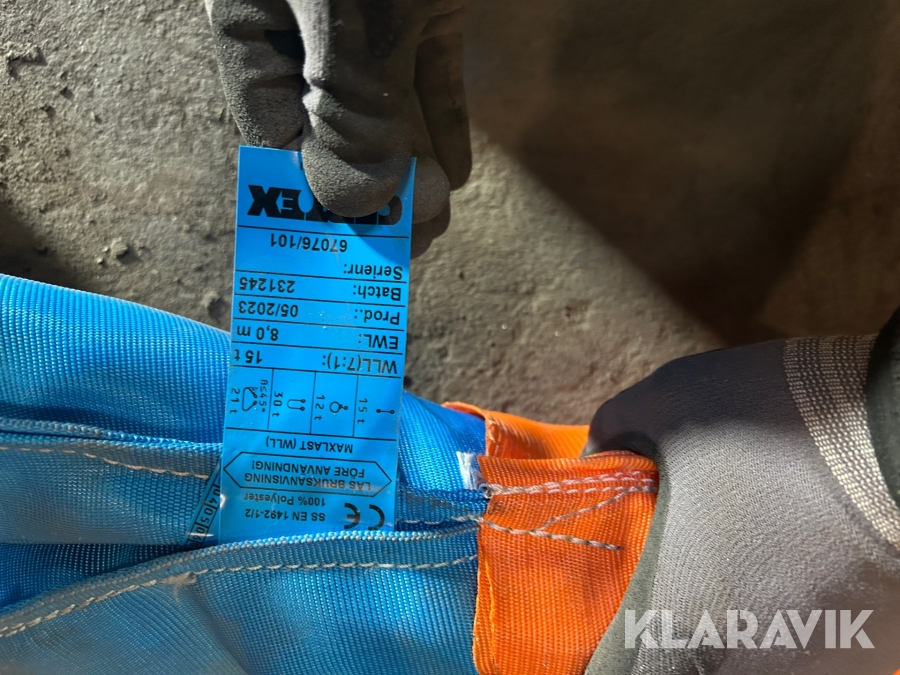 CE
SS EN 1492-1/2
100% Polyester
LÄS BRUKSANVISNING
FÖRE ANVÄNDNING!
MAXLAST (WLL)
15 t 12 t 30 t 21 t
WLL(7:1): 15 t
EWL: 8,0 m
Prod.: 05/2023
Batch: 231245
Serienr:
67076/101
KLARAVIK